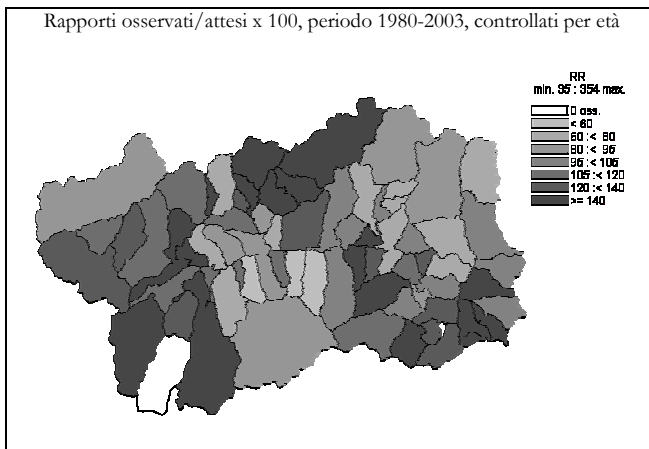 Rapporti osservati/attesi x 100, periodo 1980-2003, controllati per età
RR
min. 35 : 354 max.
0 oss.
< 60
60 :< 80
80 :< 95
95 :< 105
105 :< 120
120 :< 140
>= 140